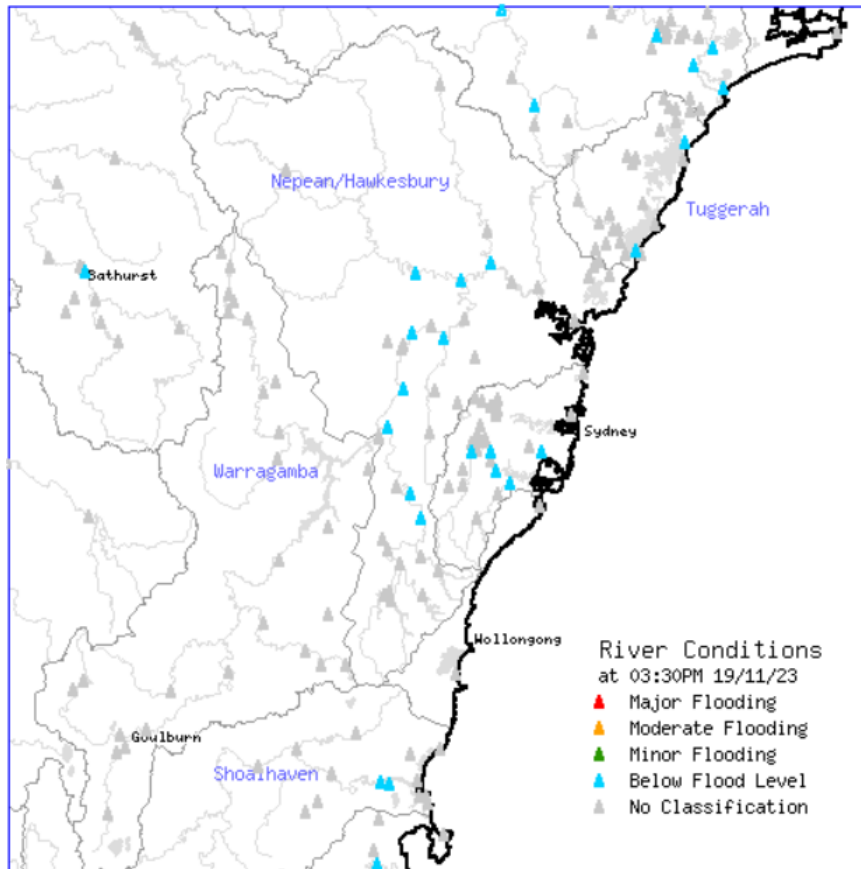 Nepean/Hawkesbury
Tuggerah
Bathurst
Sydney
Warragamba
Wollongong
River Conditions
at 03:30PM 19/11/23
Major Flooding
Moderate Flooding
Minor Flooding
Below Flood Level
No Classification
Goulburn
Shoalhaven